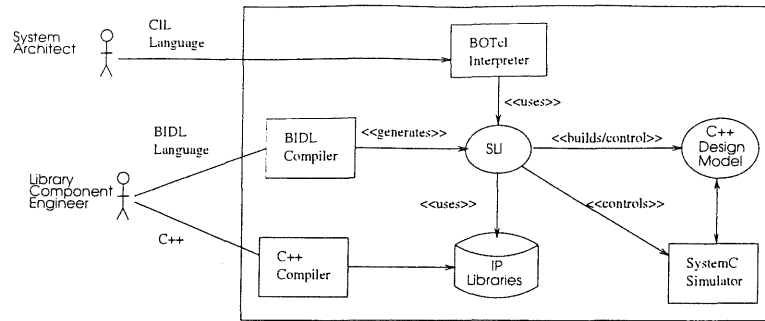 System
Architect
CIL
Language
BOTcl
Interpreter
<<uses>>
BIDL
Language
BIDL
Compiler
<<generates>>
SLI
<<builds/control>>
C++
Design
Model
Library
Component
Engineer
<<uses>>
<<controls>>
C++
C++
Compiler
IP
Libraries
SystemC
Simulator